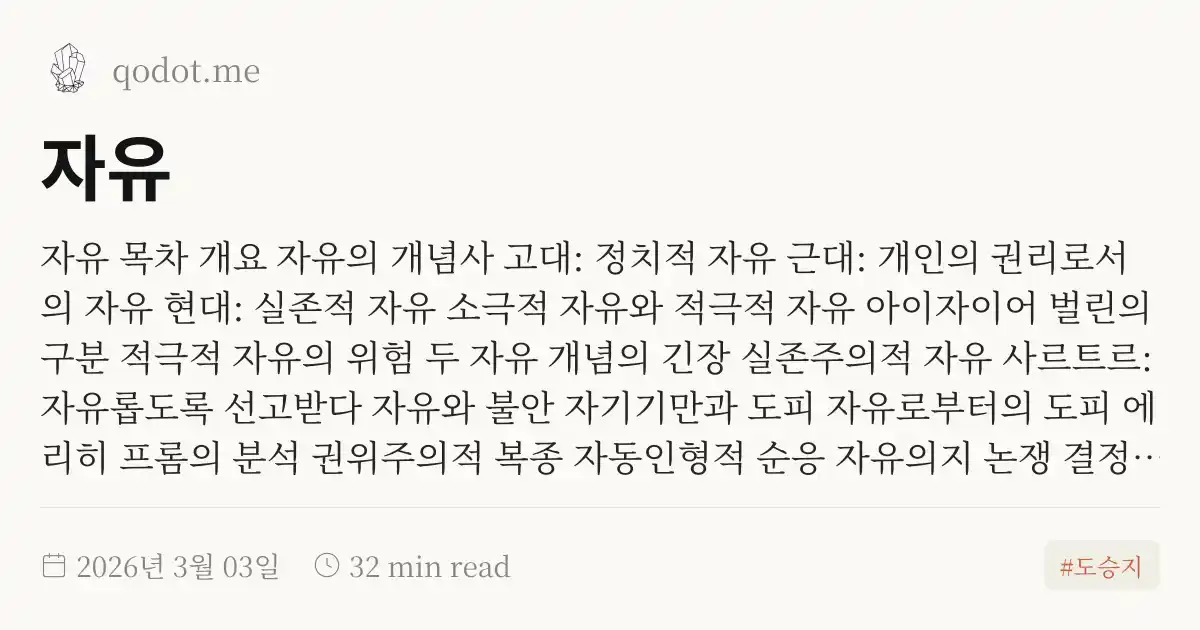 qodot.me
자유
자유 목차 개요 자유의 개념사 고대: 정치적 자유 근대: 개인의 권리로서
의 자유 현대: 실존적 자유 소극적 자유와 적극적 자유 아이자이어 벌린의
구분 적극적 자유의 위험 두 자유 개념의 긴장 실존주의적 자유 사르트르:
자유롭도록 선고받다 자유와 불안 자기기만과 도피 자유로부터의 도피 에
리히 프롬의 분석 권위주의적 복종 자동인형적 순응 자유의지 논쟁 결정…
2026년 3월 03일 32 min read #도승지